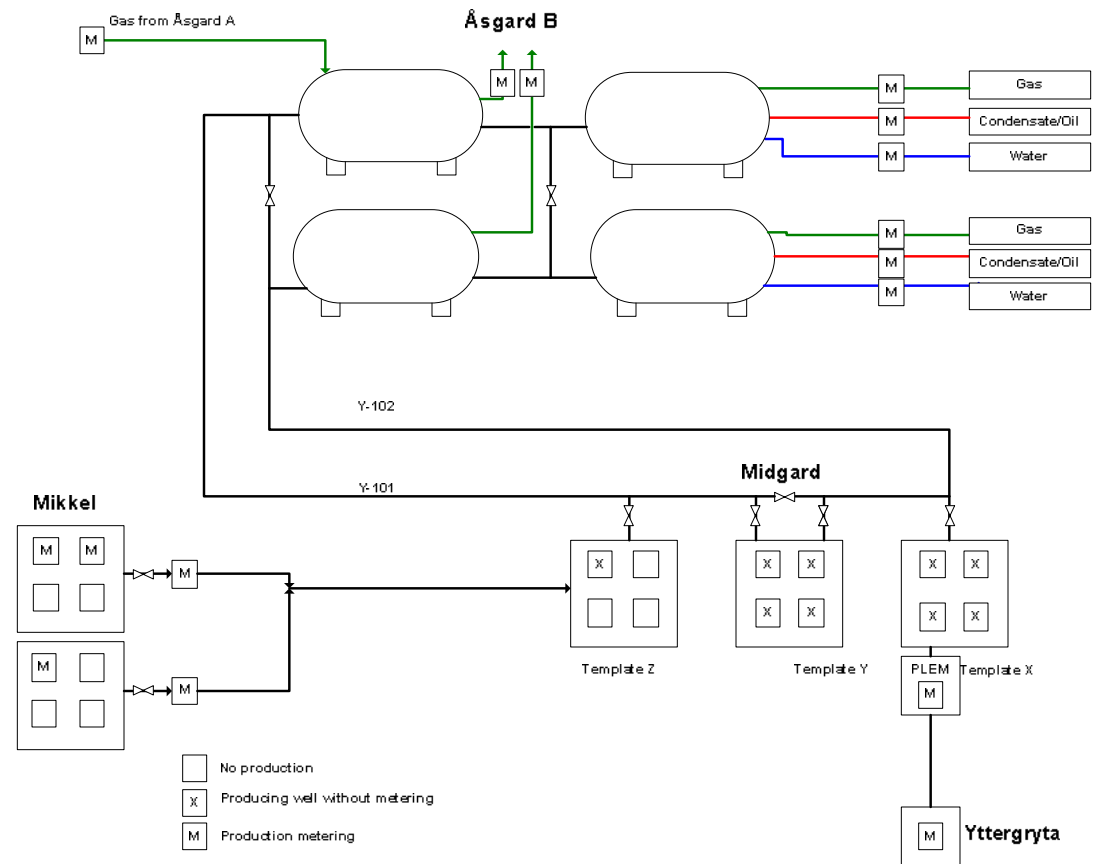 Gas from Åsgard A
Åsgard B
M
M
M
M
Gas
M
Condensate/Oil
M
Water
M
Gas
M
Condensate/Oil
M
Water
Y-102
Y-101
Midgard
Mikkel
M
M
M
X
X
X
X
X
X
X
X
X
M
M
Template Z
Template Y
PLEM
Template X
M
No production
X
Producing well without metering
M
Production metering
M
Yttergryta